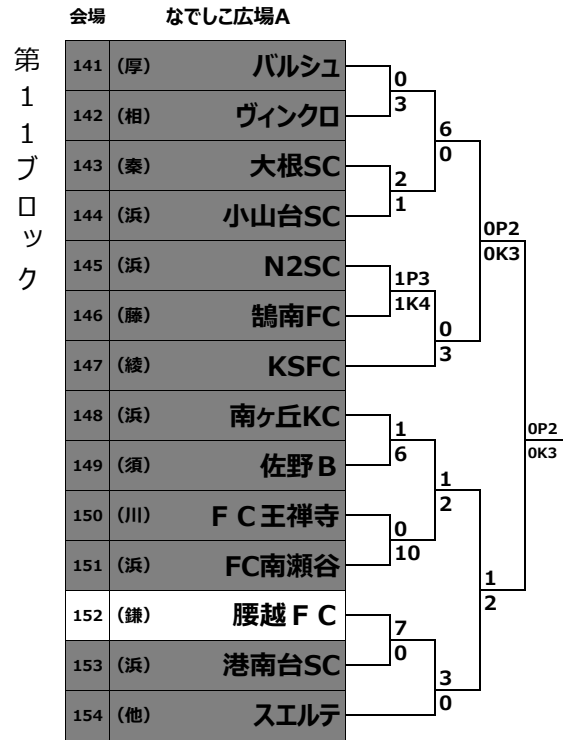 会場 なでしこ広場A
第11ブロック
141 (厚) バルシュ
142 (相) ヴィンクロ
143 (秦) 大根SC
144 (浜) 小山台SC
145 (浜) N2SC
146 (藤) 鵠南FC
147 (綾) KSFC
148 (浜) 南ヶ丘KC
149 (須) 佐野B
150 (川) FC王禅寺
151 (浜) FC南瀬谷
152 (鎌) 腰越FC
153 (浜) 港南台SC
154 (他) スエルテ
0
3
2
1
1P3
1K4
1
6
0
10
7
0
6
0
0
3
1
2
3
0
0P2
0K3
1
2
0P2
0K3